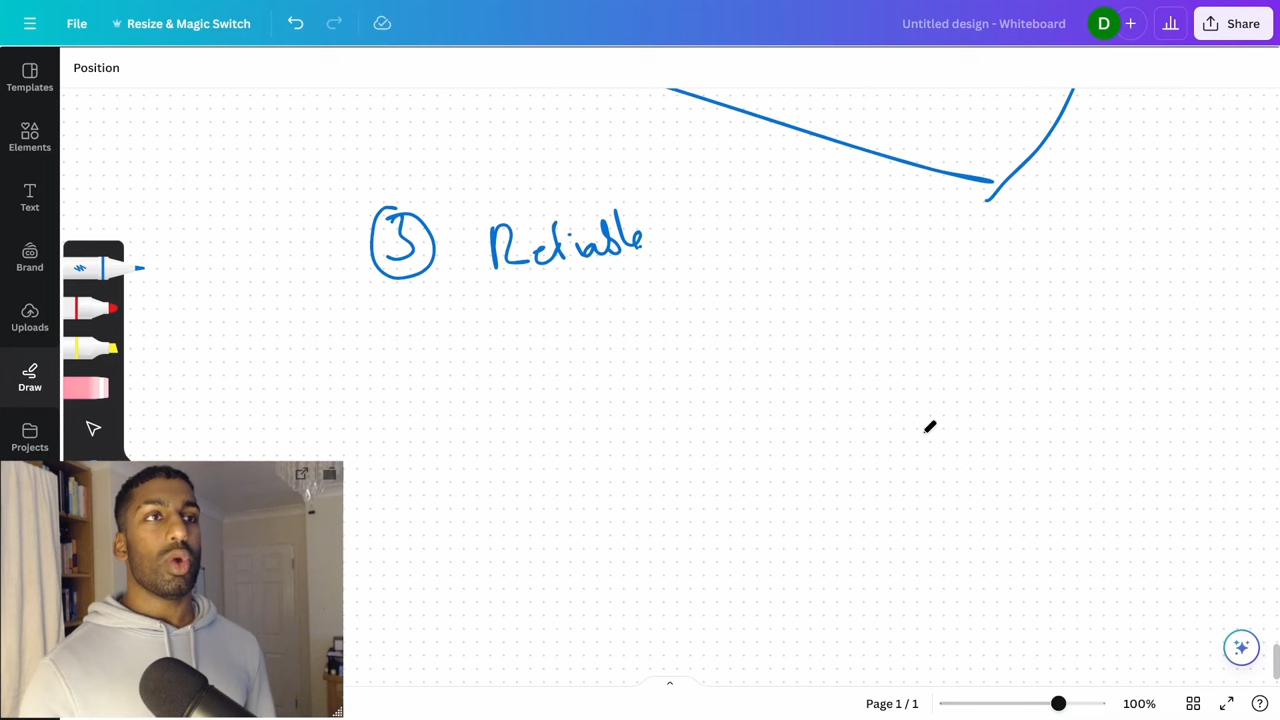 File
Resize & Magic Switch
Untitled design - Whiteboard
D
+
Share
Templates
Elements
Text
Brand
Uploads
Draw
Projects
Position
3 Reliable
Page 1 / 1
100%